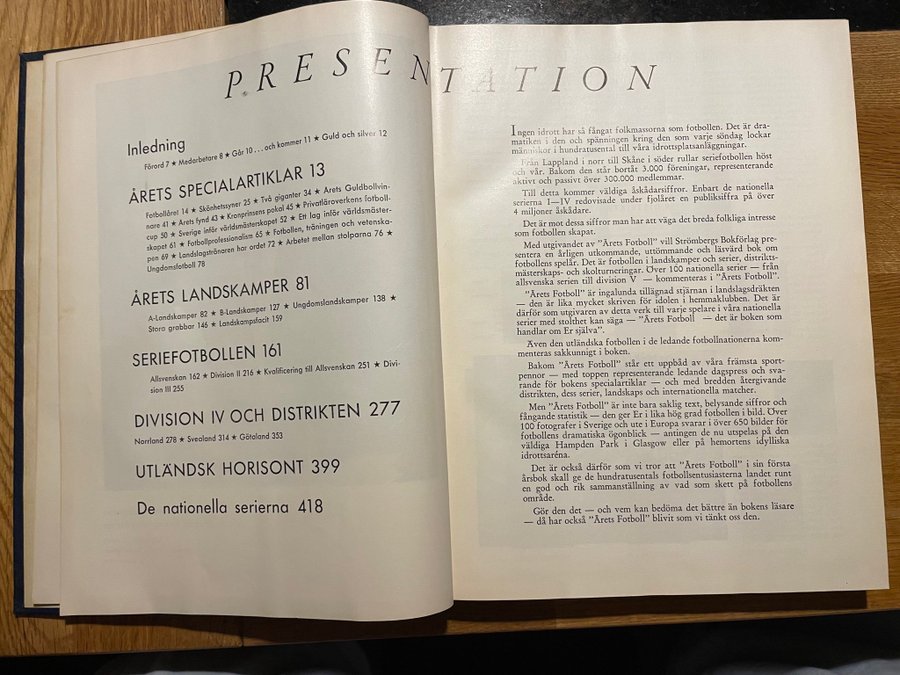 PRESENTATION
Inledning
Förord 7 ★ Medarbetare 8 ★ Går 10 ... och kommer 11 ★ Guld och silver 12
ÅRETS SPECIALARTIKLAR 13
Fotbollåret 14 ★ Skönhetssyner 25 ★ Två giganter 34 ★ Årets Guldbollvin-
nare 41 ★ Årets fynd 43 ★ Kronprinsens pokal 45 ★ Privatläroverkens fotboll-
cup 50 ★ Sverige inför världsmästerskapet 52 ★ Ett lag inför världsmäster-
skapet 61 ★ Fotbollprofessionalism 65 ★ Fotbollen, träningen och vetenska-
pen 69 ★ Landslagstränaren har ordet 72 ★ Arbetet mellan stolparna 76 ★
Ungdomsfotboll 78
ÅRETS LANDSKAMPER 81
A-Landskamper 82 ★ B-Landskamper 127 ★ Ungdomslandskamper 138 ★
Stora grabbar 146 ★ Landskampsfacit 159
SERIEFOTBOLLEN 161
Allsvenskan 162 ★ Division II 216 ★ Kvalificering till Allsvenskan 251 ★ Divi-
sion III 255
DIVISION IV OCH DISTRIKTEN 277
Norrland 278 ★ Svealand 314 ★ Götaland 353
UTLÄNDSK HORISONT 399
De nationella serierna 418
Ingen idrott har så fångat folkmassorna som fotbollen. Det är dra-
matiken i den och spänningen kring den som varje söndag lockar
människor i hundratusental till våra idrottsplatsanläggningar.
Från Lappland i norr till Skåne i söder rullar seriefotbollen höst
och vår. Bakom den står bortåt 3.000 föreningar, representerande
aktivt och passivt över 300.000 medlemmar.
Till detta kommer väldiga åskådarsiffror. Enbart de nationella
serierna I—IV redovisade under fjolåret en publiksiffra på över
4 miljoner åskådare.
Det är mot dessa siffror man har att väga det breda folkliga intresse
som fotbollen skapat.
Med utgivandet av "Årets Fotboll" vill Strömbergs Bokförlag pre-
sentera en årligen utkommande, uttömmande och läsvärd bok om
fotbollens spelår. Det är fotbollen i landskamper och serier, distrikts-
mästerskaps- och skolturneringar. Över 100 nationella serier — från
allsvenska serien till division V — kommenteras i "Årets Fotboll".
"Årets Fotboll" är ingalunda tillägnad stjärnan i landslagsdräkten
— den är lika mycket skriven för idolen i hemmaklubben. Det är
därför som utgivaren av detta verk till varje spelare i våra nationella
serier med stolthet kan säga — "Årets Fotboll — det är boken som
handlar om Er själva".
Även den utländska fotbollen i de ledande fotbollnationerna kom-
menteras sakkunnigt i boken.
Bakom "Årets Fotboll" står ett uppbåd av våra främsta sport-
pennor — med toppen representerande ledande dagspress och sva-
rande för bokens specialartiklar — och med bredden återgivande
distrikten, dess serier, landskaps och internationella matcher.
Men "Årets Fotboll" är inte bara saklig text, belysande siffror och
fängande statistik — den ger Er i lika hög grad fotbollen i bild. Över
100 fotografer i Sverige och ute i Europa svarar i över 650 bilder för
fotbollens dramatiska ögonblick — antingen de nu utspelas på den
väldiga Hampden Park i Glasgow eller på hemortens idylliska
idrottsaréna.
Det är också därför som vi tror att "Årets Fotboll" i sin första
årsbok skall ge de hundratusentals fotbollsentusiasterna landet runt
en god och rik sammanställning av vad som skett på fotbollens
område.
Gör den det — och vem kan bedöma det bättre än bokens läsare
— då har också "Årets Fotboll" blivit som vi tänkt oss den.